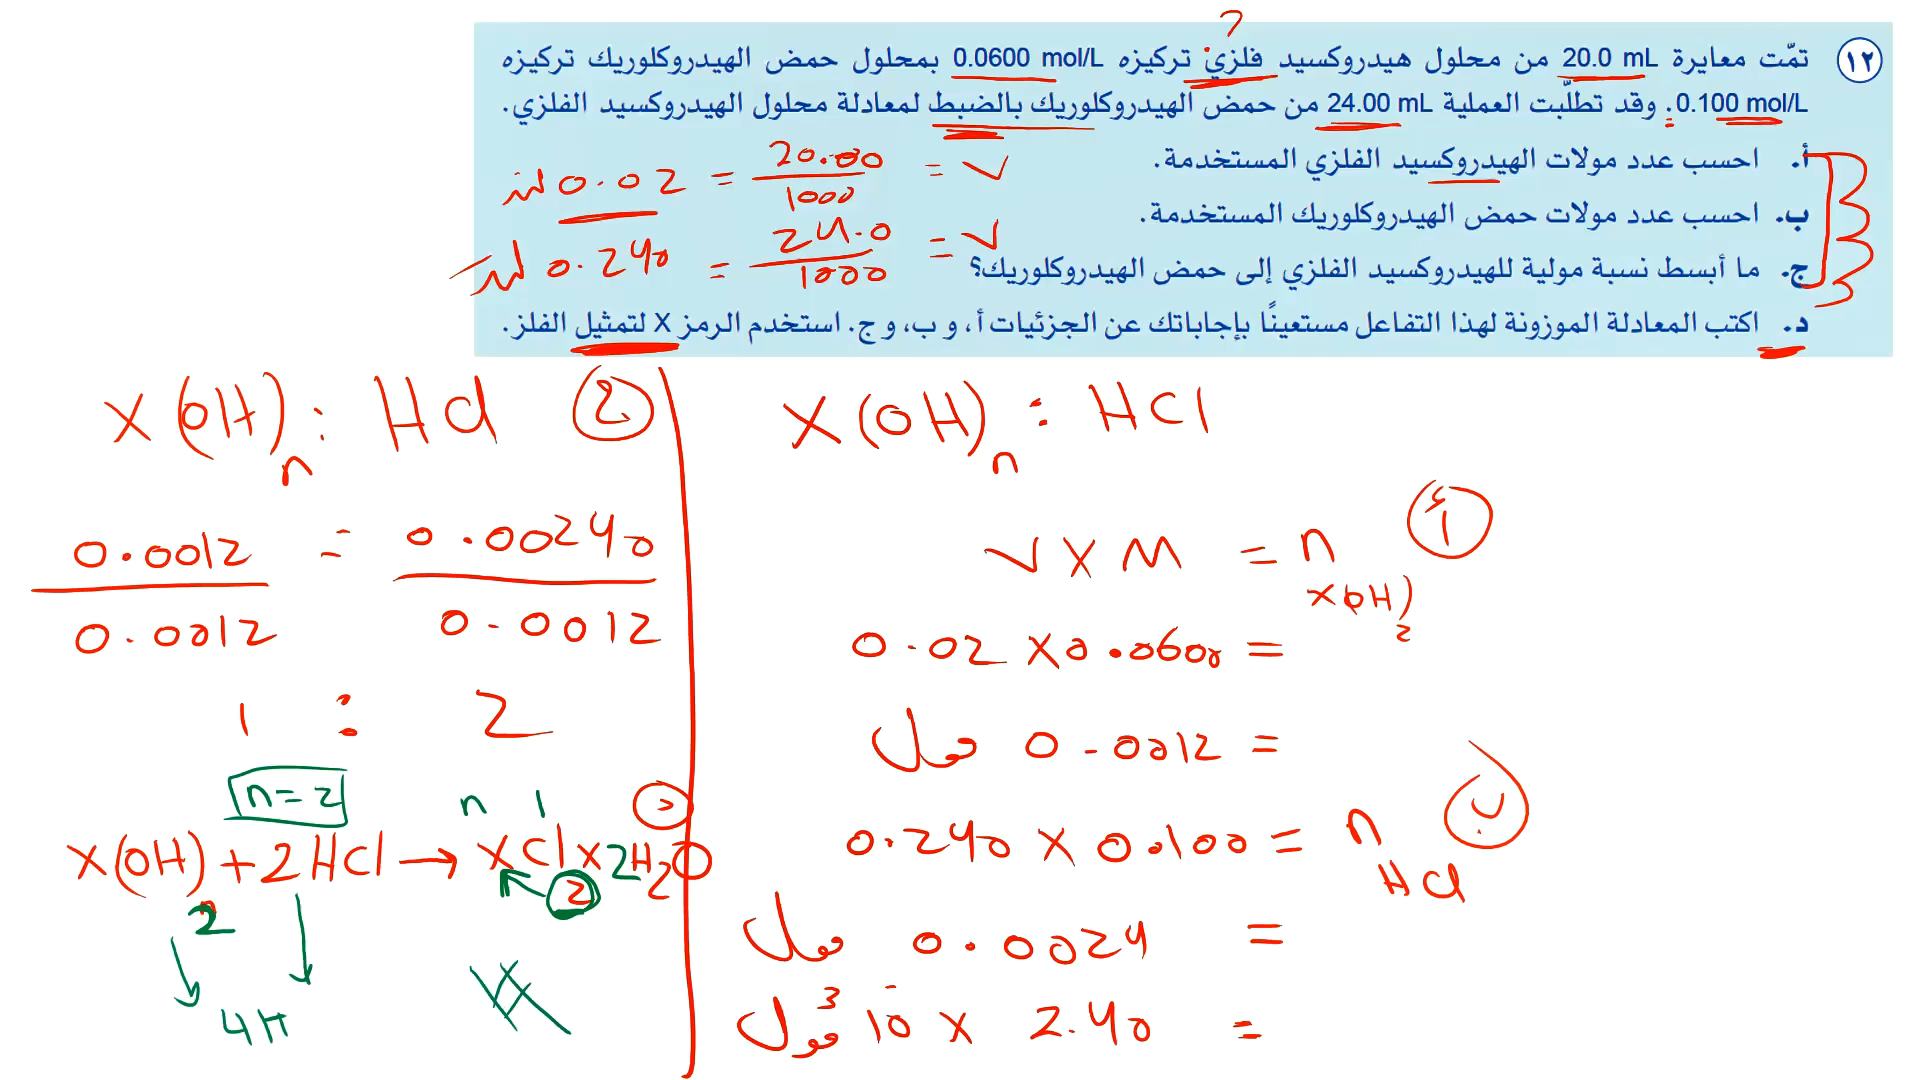 ١٢ تمّت معايرة 20.0 mL من محلول هيدروكسيد فلزي تركيزه 0.0600 mol/L بمحلول حمض الهيدروكلوريك تركيزه
0.100 mol/L. وقد تطلّبت العملية 24.00 mL من حمض الهيدروكلوريك بالضبط لمعادلة محلول الهيدروكسيد الفلزي.
أ. احسب عدد مولات الهيدروكسيد الفلزي المستخدمة.
ب. احسب عدد مولات حمض الهيدروكلوريك المستخدمة.
ج. ما أبسط نسبة مولية للهيدروكسيد الفلزي إلى حمض الهيدروكلوريك؟
د. اكتب المعادلة الموزونة لهذا التفاعل مستعينًا بإجاباتك عن الجزئيات أ، و ب، و ج. استخدم الرمز X لتمثيل الفلز.
?
V = 20.00 / 1000 = 0.02 لتر
V = 24.0 / 1000 = 0.240 لتر
X(OH)n : HCl
أ
n X(OH)2 = M × V
= 0.02 × 0.0600
= 0.0012 مول
ب
n HCl = 0.240 × 0.100
= 0.0024 مول
= 2.40 × 10-3 مول
X(OH)n : HCl ج
0.0012 = 0.00240
0.0012 0.0012
1 : 2
n=2 n 1 د
X(OH)2 + 2HCl → XCl2 × 2H2O
4H